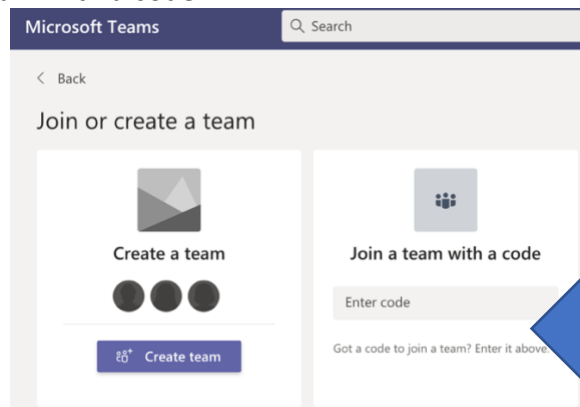 Microsoft Teams
Search
Back
Join or create a team
Create a team
Create team
Join a team with a code
Enter code
Got a code to join a team? Enter it above.